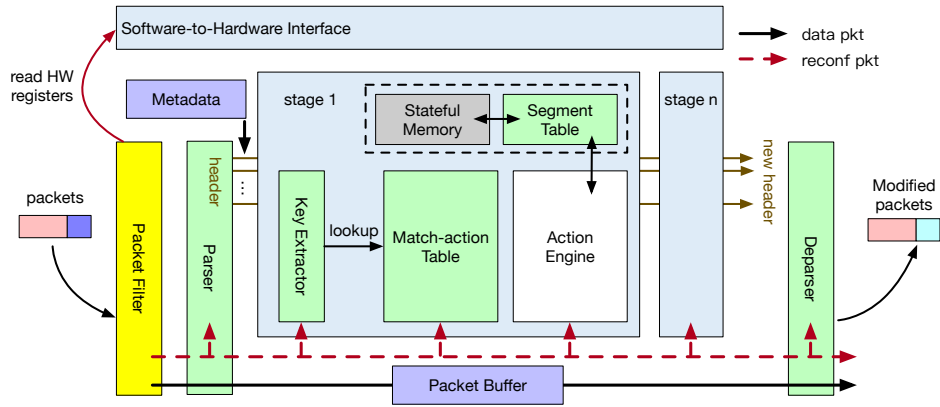 Software-to-Hardware Interface
data pkt
reconf pkt
read HW
registers
Metadata
stage 1
Stateful
Memory
Segment
Table
stage n
packets
Packet Filter
Parser
header
...
Key Extractor
lookup
Match-action
Table
Action
Engine
new header
Deparser
Modified
packets
Packet Buffer